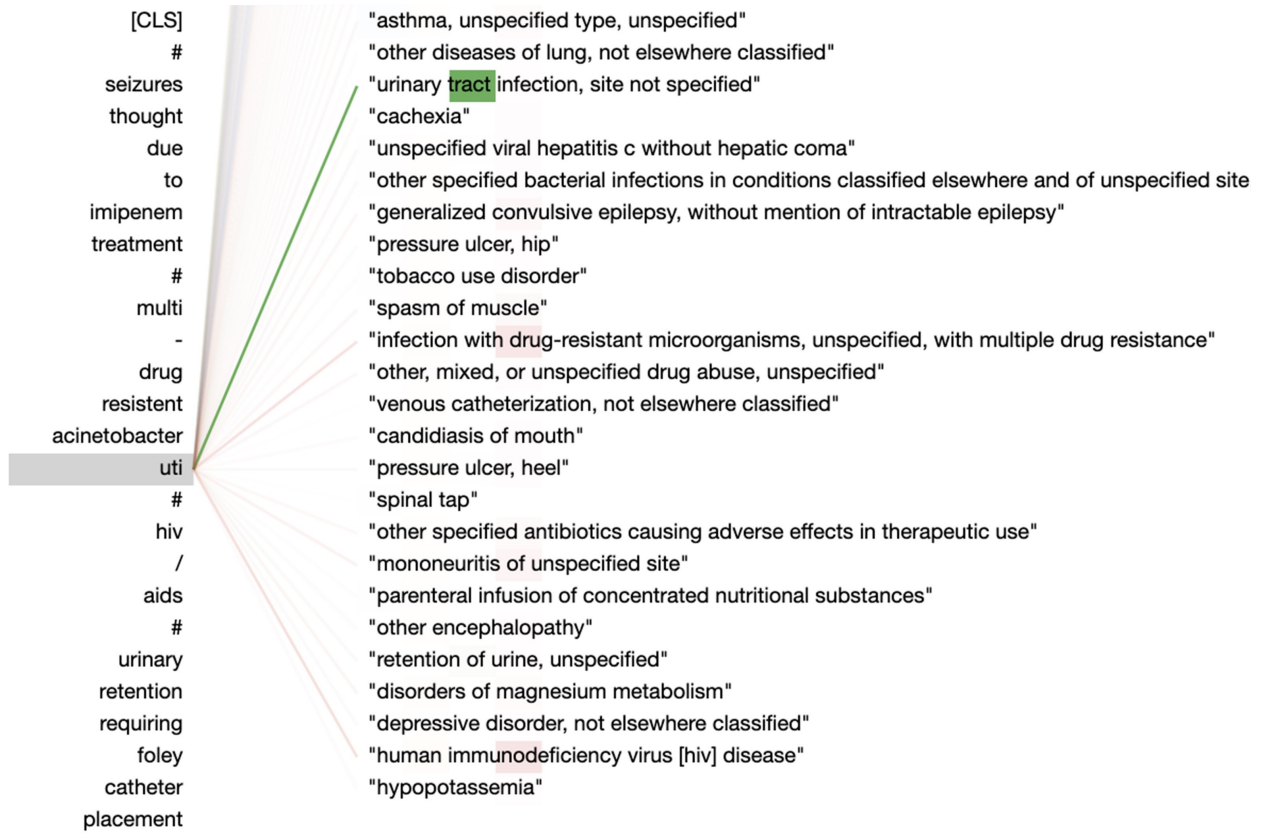 [CLS] "asthma, unspecified type, unspecified"
# "other diseases of lung, not elsewhere classified"
seizures "urinary tract infection, site not specified"
thought "cachexia"
due "unspecified viral hepatitis c without hepatic coma"
to "other specified bacterial infections in conditions classified elsewhere and of unspecified site
imipenem "generalized convulsive epilepsy, without mention of intractable epilepsy"
treatment "pressure ulcer, hip"
# "tobacco use disorder"
multi "spasm of muscle"
- "infection with drug-resistant microorganisms, unspecified, with multiple drug resistance"
drug "other, mixed, or unspecified drug abuse, unspecified"
resistent "venous catheterization, not elsewhere classified"
acinetobacter "candidiasis of mouth"
uti "pressure ulcer, heel"
# "spinal tap"
hiv "other specified antibiotics causing adverse effects in therapeutic use"
/ "mononeuritis of unspecified site"
aids "parenteral infusion of concentrated nutritional substances"
# "other encephalopathy"
urinary "retention of urine, unspecified"
retention "disorders of magnesium metabolism"
requiring "depressive disorder, not elsewhere classified"
foley "human immunodeficiency virus [hiv] disease"
catheter "hypopotassemia"
placement